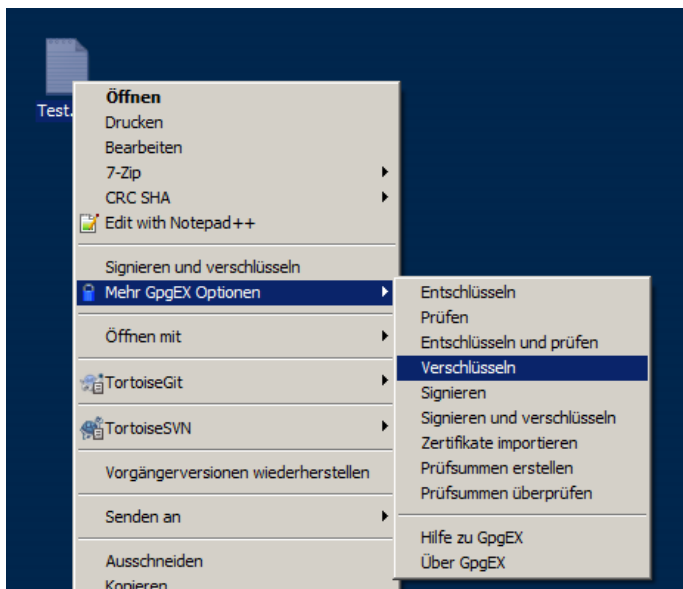 Test.
Öffnen
Drucken
Bearbeiten
7-Zip
CRC SHA
Edit with Notepad++
Signieren und verschlüsseln
Mehr GpgEX Optionen
Öffnen mit
TortoiseGit
TortoiseSVN
Vorgängerversionen wiederherstellen
Senden an
Ausschneiden
Kopieren
Entschlüsseln
Prüfen
Entschlüsseln und prüfen
Verschlüsseln
Signieren
Signieren und verschlüsseln
Zertifikate importieren
Prüfsummen erstellen
Prüfsummen überprüfen
Hilfe zu GpgEX
Über GpgEX